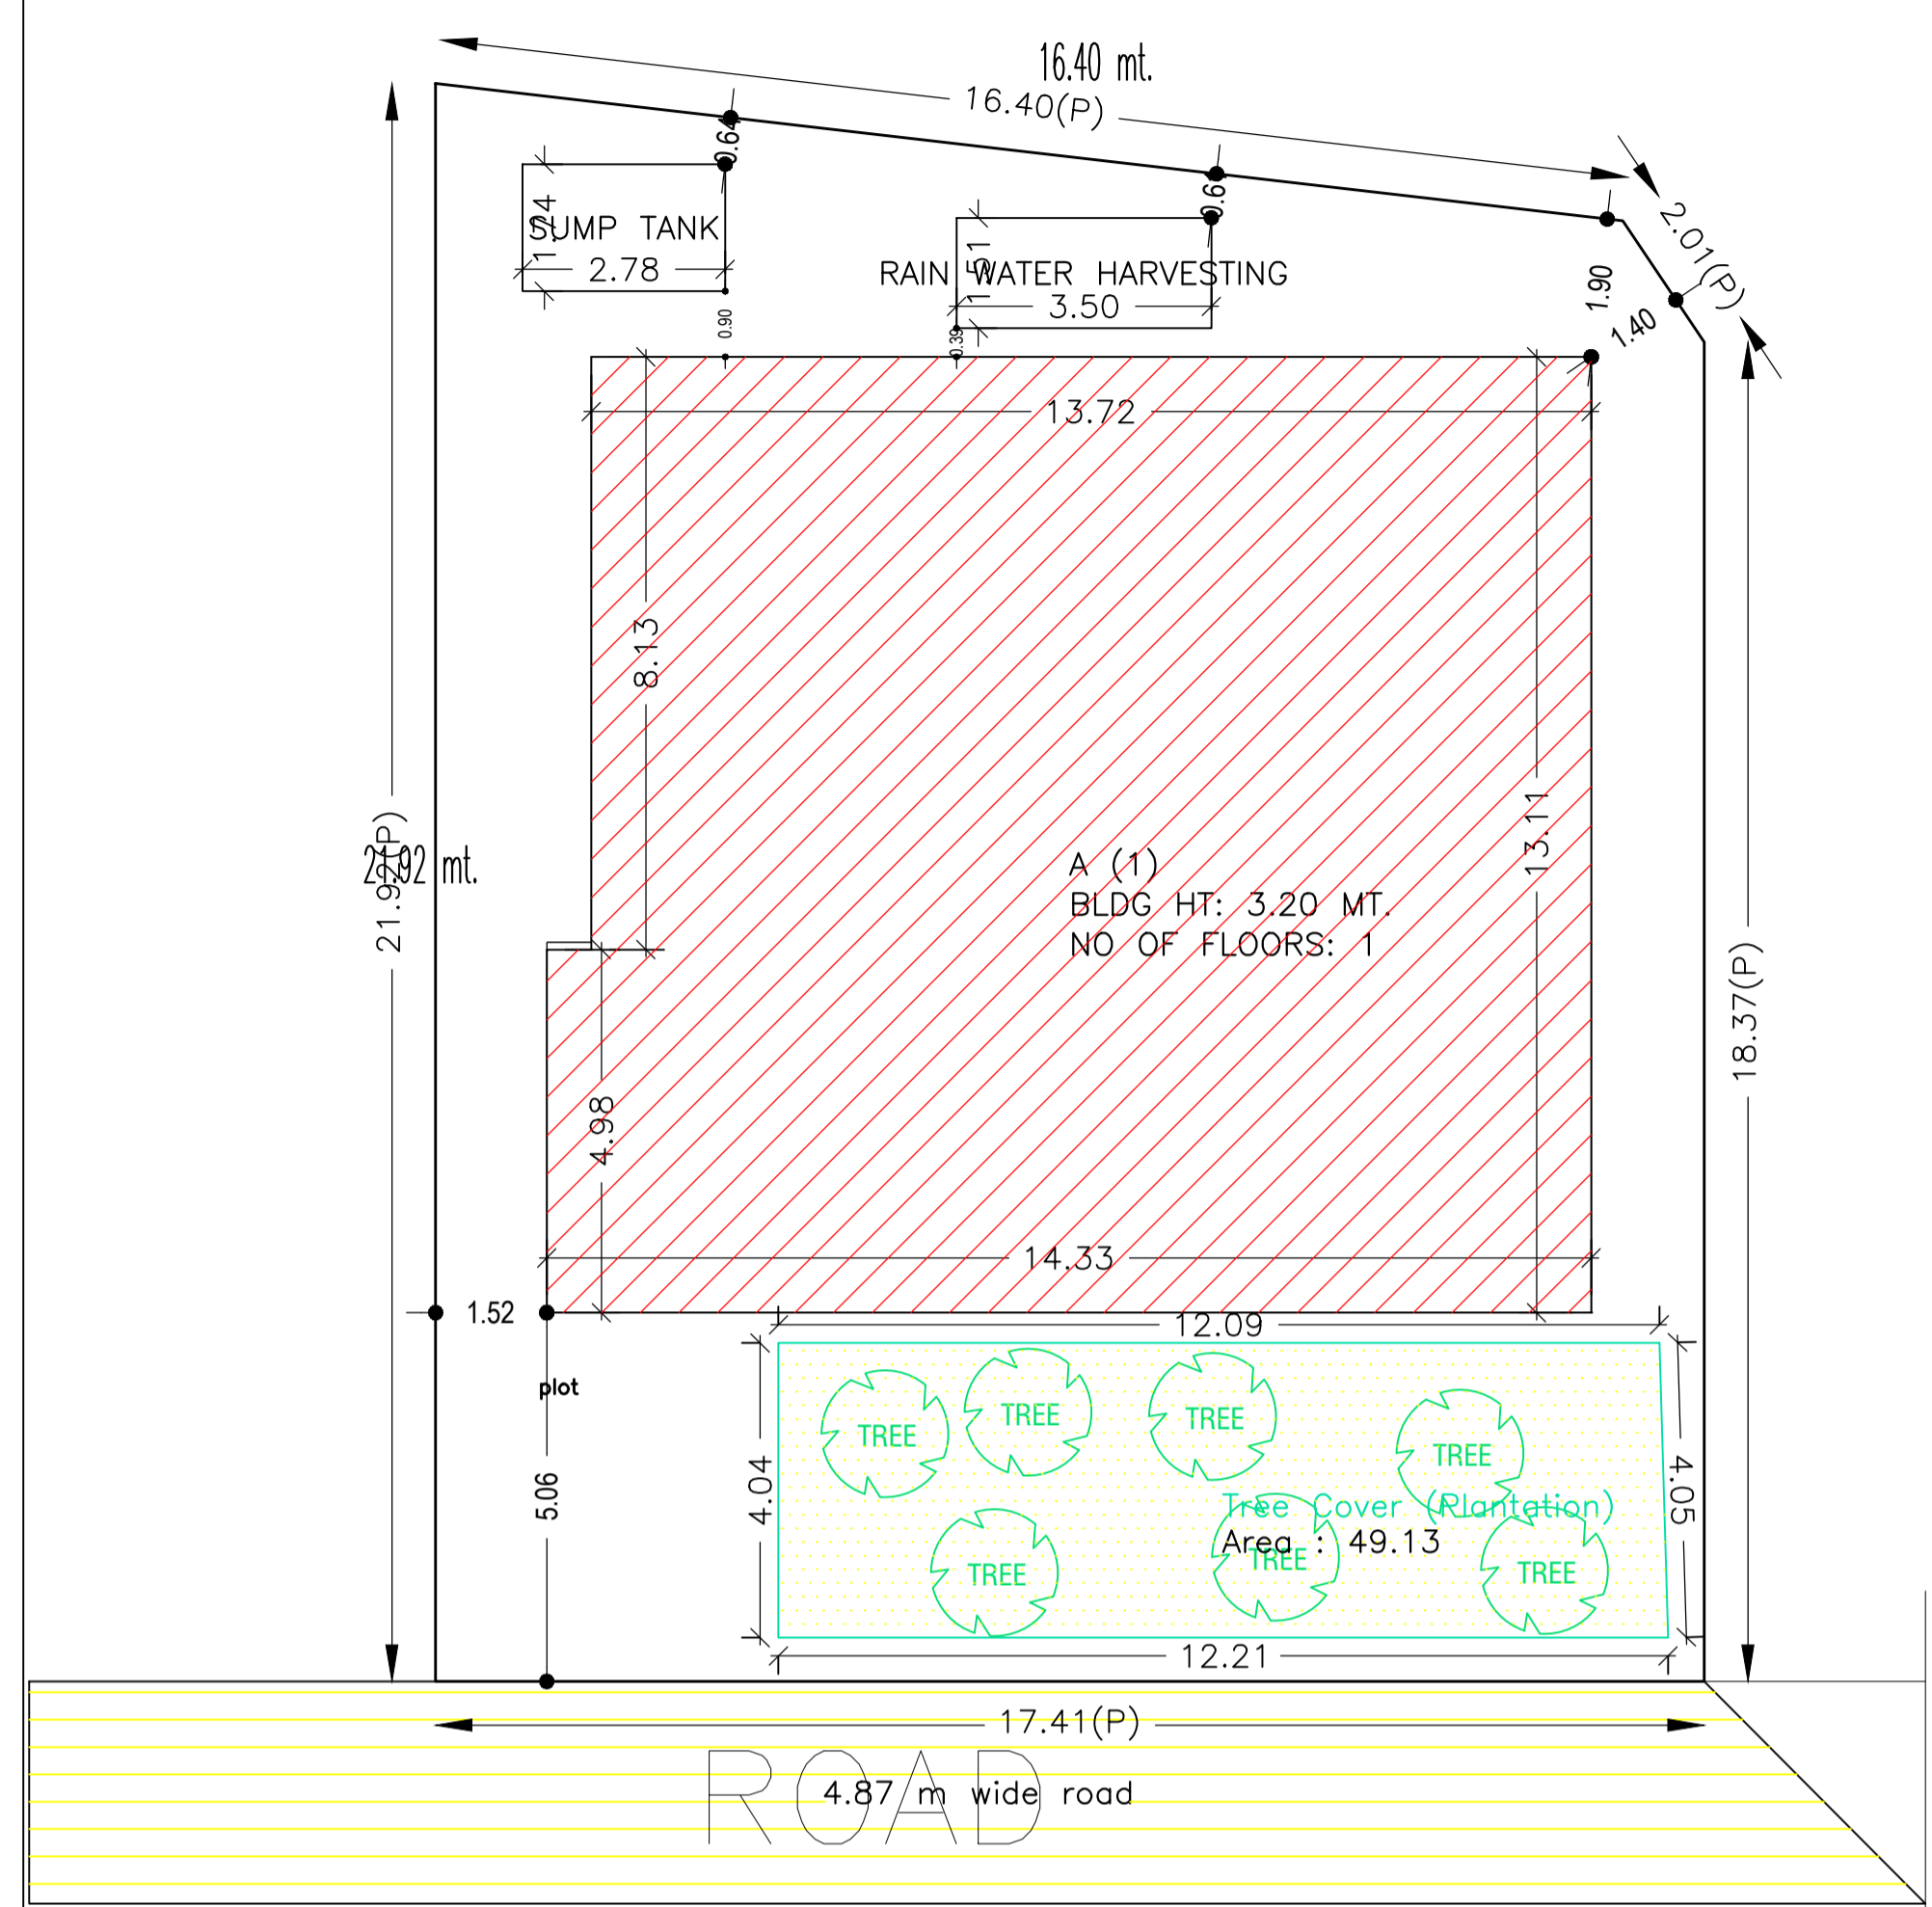 16.40 mt.
16.40(P)
2.01(P)
0.64
SUMP TANK
1.74
2.78
0.90
RAIN WATER HARVESTING
1.51
3.50
0.39
1.90
1.40
13.72
8.13
13.11
21.92(P)
21.92 mt.
A (1)
BLDG HT: 3.20 MT.
NO OF FLOORS: 1
18.37(P)
4.98
14.33
1.52
12.09
plot
5.06
4.04
4.05
TREE
TREE
TREE
TREE
Tree Cover (Plantation)
Area : 49.13
TREE
TREE
TREE
12.21
17.41(P)
ROAD
4.87 m wide road